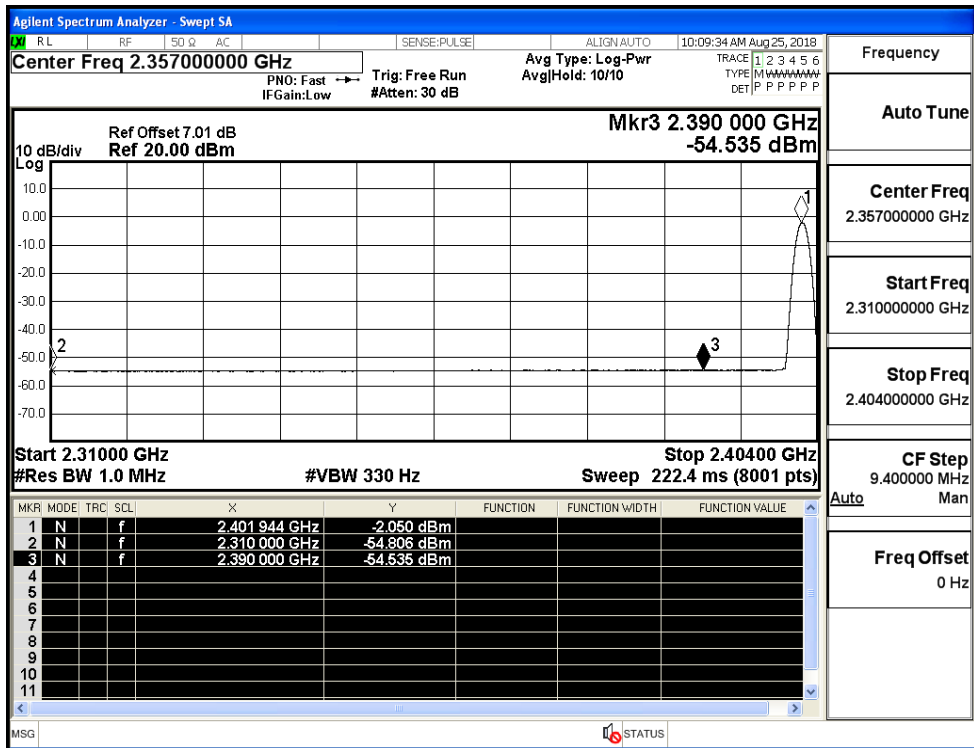 Agilent Spectrum Analyzer - Swept SA
LXI RL RF 50 Ω AC SENSE:PULSE ALIGN AUTO 10:09:34 AM Aug 25, 2018
Center Freq 2.357000000 GHz
PNO: Fast
IFGain:Low
Trig: Free Run
#Atten: 30 dB
Avg Type: Log-Pwr
Avg|Hold: 10/10
TRACE 1 2 3 4 5 6
TYPE M WWWWW
DET P P P P P P
Ref Offset 7.01 dB
10 dB/div Ref 20.00 dBm
Log
Mkr3 2.390 000 GHz
-54.535 dBm
10.0
0.00
-10.0
-20.0
-30.0
-40.0
-50.0
-60.0
-70.0
1
2
3
Start 2.31000 GHz Stop 2.40400 GHz
#Res BW 1.0 MHz #VBW 330 Hz Sweep 222.4 ms (8001 pts)
MKR MODE TRC SCL X Y FUNCTION FUNCTION WIDTH FUNCTION VALUE
1 N f 2.401 944 GHz -2.050 dBm
2 N f 2.310 000 GHz -54.806 dBm
3 N f 2.390 000 GHz -54.535 dBm
4
5
6
7
8
9
10
11
MSG STATUS
Frequency
Auto Tune
Center Freq
2.357000000 GHz
Start Freq
2.310000000 GHz
Stop Freq
2.404000000 GHz
CF Step
9.400000 MHz
Auto Man
Freq Offset
0 Hz